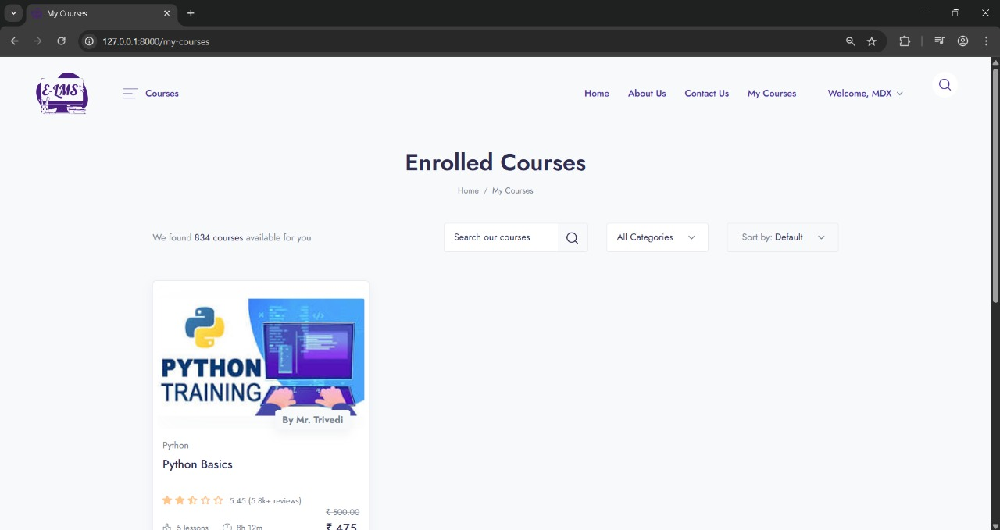 My Courses
127.0.0.1:8000/my-courses
E-LMS
Courses
Home
About Us
Contact Us
My Courses
Welcome, MDX
Enrolled Courses
Home / My Courses
We found 834 courses available for you
Search our courses
All Categories
Sort by: Default
PYTHON
TRAINING
By Mr. Trivedi
Python
Python Basics
5.45 (5.8k+ reviews)
₹ 500.00
5 lessons
8h 12m
₹ 475